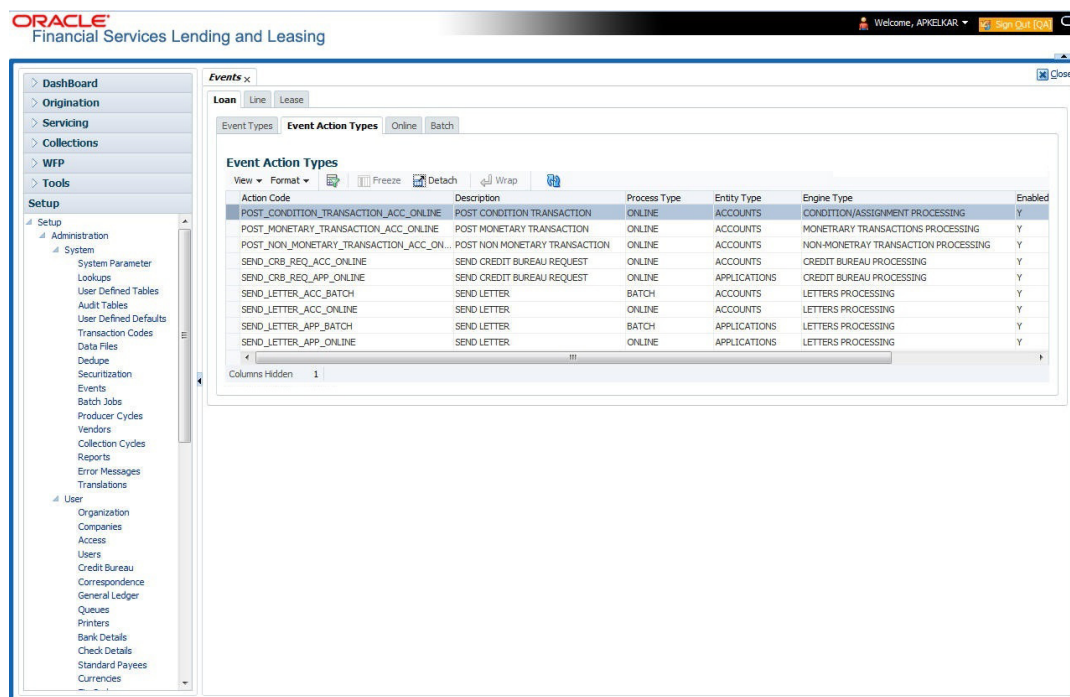 ORACLE
Financial Services Lending and Leasing
Welcome, APKELKAR
Sign Out [QA]
DashBoard
Origination
Servicing
Collections
WFP
Tools
Setup
Setup
Administration
System
System Parameter
Lookups
User Defined Tables
Audit Tables
User Defined Defaults
Transaction Codes
Data Files
Dedupe
Securitization
Events
Batch Jobs
Producer Cycles
Vendors
Collection Cycles
Reports
Error Messages
Translations
User
Organization
Companies
Access
Users
Credit Bureau
Correspondence
General Ledger
Queues
Printers
Bank Details
Check Details
Standard Payees
Currencies
Events x
Close
Loan Line Lease
Event Types Event Action Types Online Batch
Event Action Types
View Format Freeze Detach Wrap
Action Code Description Process Type Entity Type Engine Type Enabled
POST_CONDITION_TRANSACTION_ACC_ONLINE POST CONDITION TRANSACTION ONLINE ACCOUNTS CONDITION/ASSIGNMENT PROCESSING Y
POST_MONETARY_TRANSACTION_ACC_ONLINE POST MONETARY TRANSACTION ONLINE ACCOUNTS MONETRARY TRANSACTIONS PROCESSING Y
POST_NON_MONETARY_TRANSACTION_ACC_ON... POST NON MONETARY TRANSACTION ONLINE ACCOUNTS NON-MONETRAY TRANSACTION PROCESSING Y
SEND_CRB_REQ_ACC_ONLINE SEND CREDIT BUREAU REQUEST ONLINE ACCOUNTS CREDIT BUREAU PROCESSING Y
SEND_CRB_REQ_APP_ONLINE SEND CREDIT BUREAU REQUEST ONLINE APPLICATIONS CREDIT BUREAU PROCESSING Y
SEND_LETTER_ACC_BATCH SEND LETTER BATCH ACCOUNTS LETTERS PROCESSING Y
SEND_LETTER_ACC_ONLINE SEND LETTER ONLINE ACCOUNTS LETTERS PROCESSING Y
SEND_LETTER_APP_BATCH SEND LETTER BATCH APPLICATIONS LETTERS PROCESSING Y
SEND_LETTER_APP_ONLINE SEND LETTER ONLINE APPLICATIONS LETTERS PROCESSING Y
Columns Hidden 1